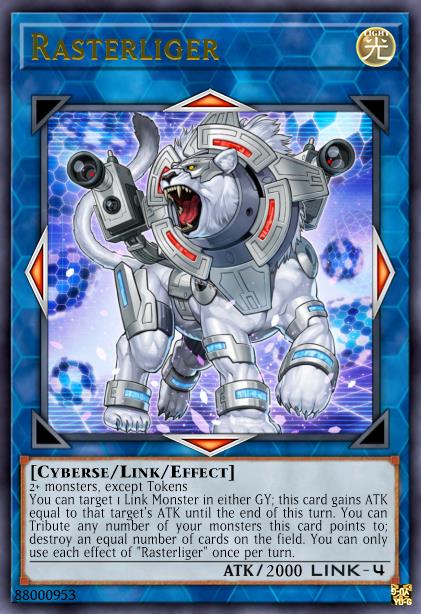 RASTERLIGER
LIGHT
光
[CYBERSE/LINK/EFFECT]
2+ monsters, except Tokens
You can target 1 Link Monster in either GY; this card gains ATK
equal to that target's ATK until the end of this turn. You can
Tribute any number of your monsters this card points to;
destroy an equal number of cards on the field. You can only
use each effect of "Rasterliger" once per turn.
ATK/2000 LINK-4
88000953